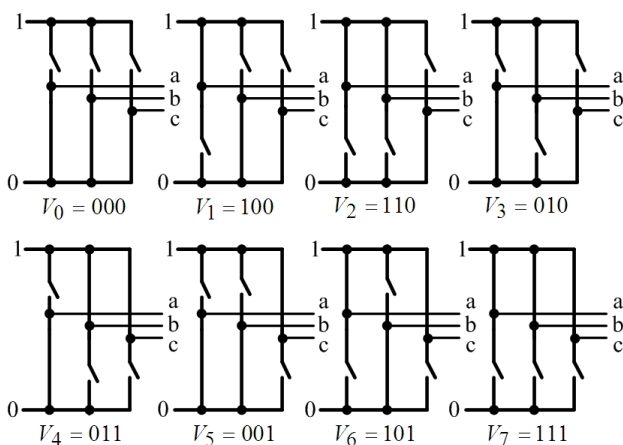 1 1 1 1
a a a a
b b b b
c c c c
0 0 0 0
V0 = 000 V1 = 100 V2 = 110 V3 = 010
1 1 1 1
a a a a
b b b b
c c c c
0 0 0 0
V4 = 011 V5 = 001 V6 = 101 V7 = 111